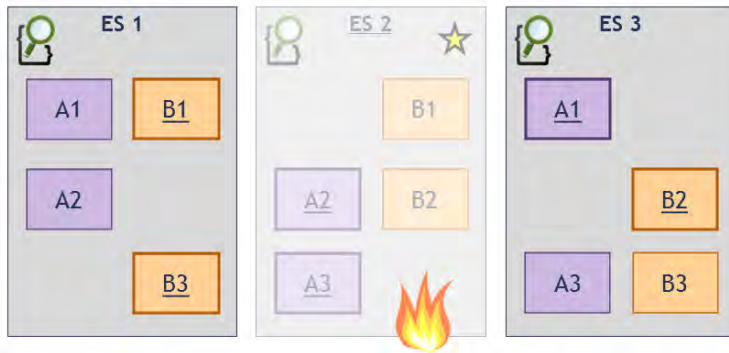 ES 1
A1 B1
A2
B3
ES 2
B1
A2 B2
A3
ES 3
A1
B2
A3 B3